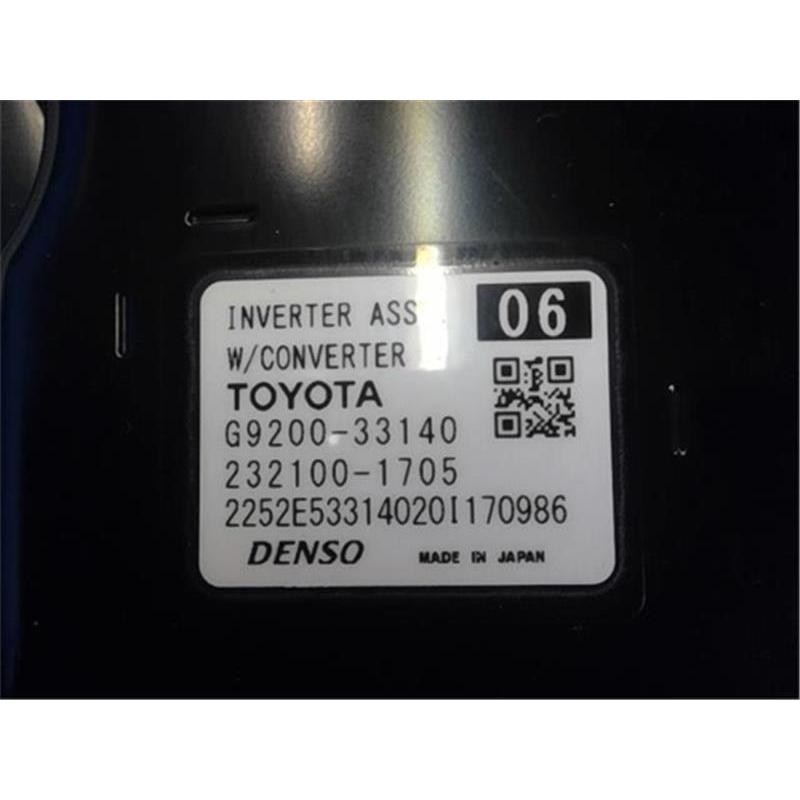 INVERTER ASS
06
W/CONVERTER
TOYOTA
G9200-33140
232100-1705
2252E53314020I170986
DENSO MADE IN JAPAN